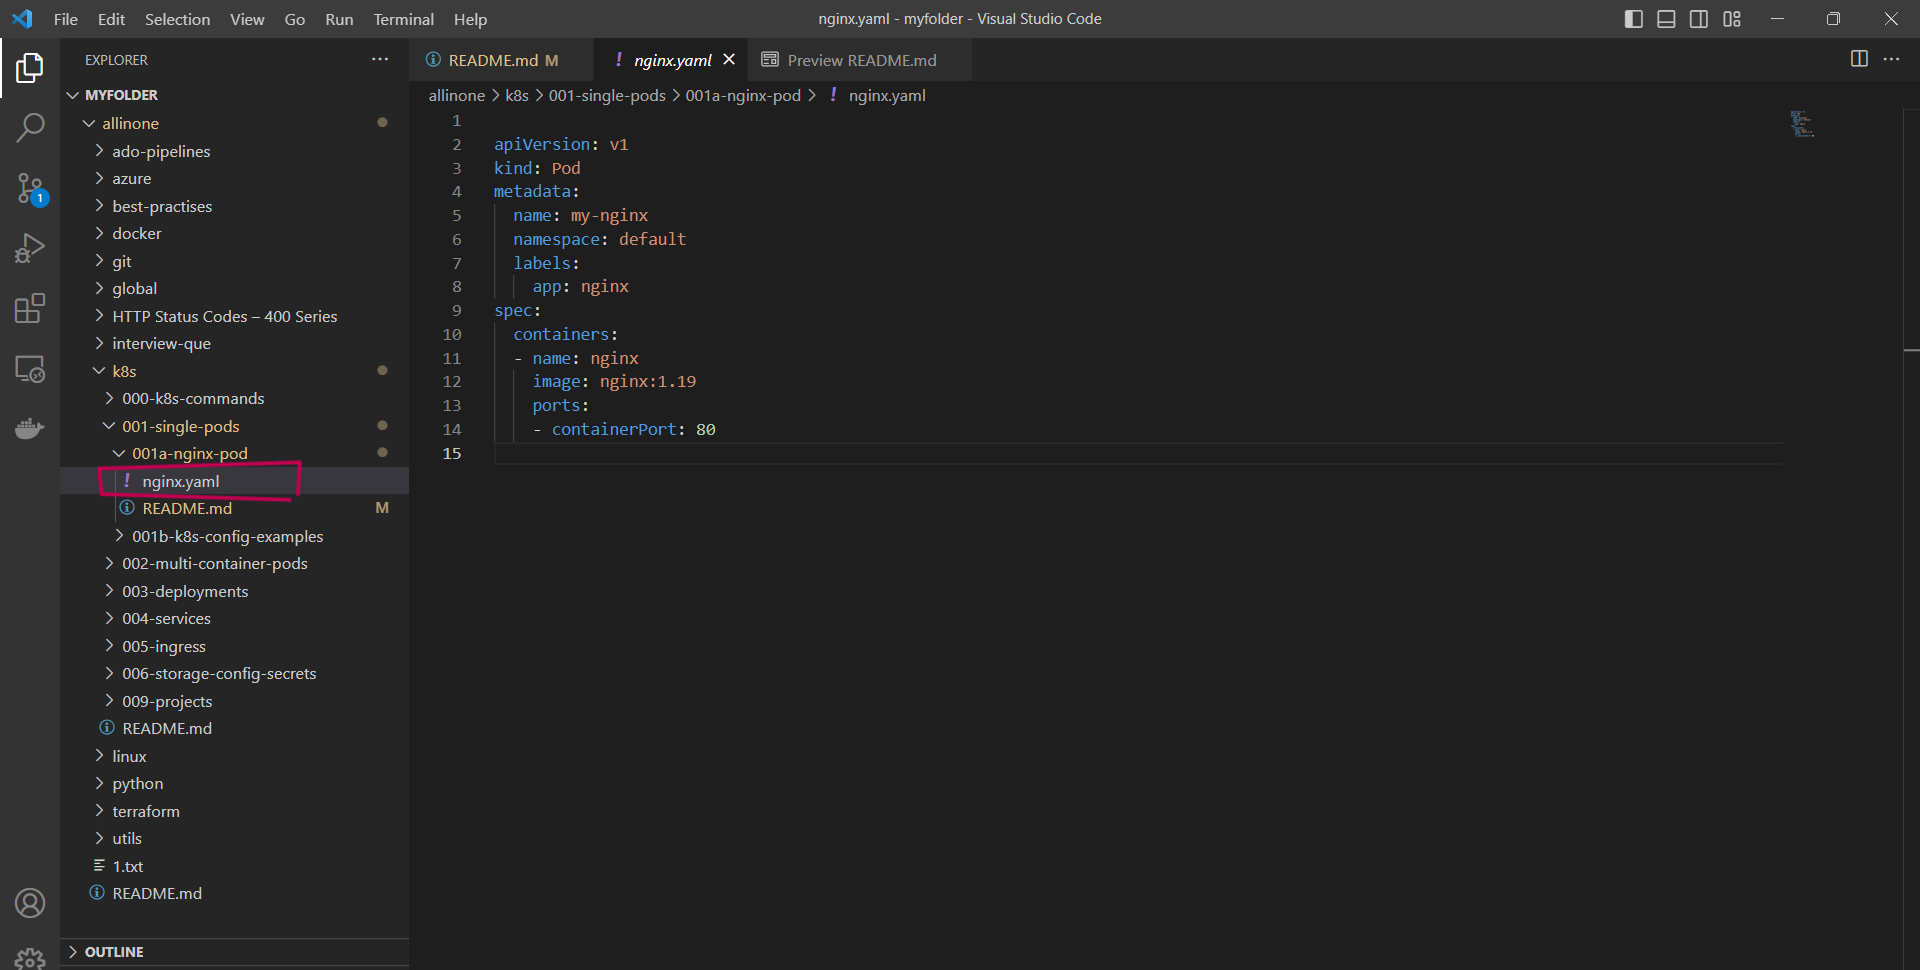 File Edit Selection View Go Run Terminal Help
nginx.yaml - myfolder - Visual Studio Code
EXPLORER
MYFOLDER
allinone
ado-pipelines
azure
best-practises
docker
git
global
HTTP Status Codes – 400 Series
interview-que
k8s
000-k8s-commands
001-single-pods
001a-nginx-pod
! nginx.yaml
README.md M
001b-k8s-config-examples
002-multi-container-pods
003-deployments
004-services
005-ingress
006-storage-config-secrets
009-projects
README.md
linux
python
terraform
utils
1.txt
README.md
OUTLINE
1
README.md M
! nginx.yaml
Preview README.md
allinone > k8s > 001-single-pods > 001a-nginx-pod > ! nginx.yaml
1
2 apiVersion: v1
3 kind: Pod
4 metadata:
5 name: my-nginx
6 namespace: default
7 labels:
8 app: nginx
9 spec:
10 containers:
11 - name: nginx
12 image: nginx:1.19
13 ports:
14 - containerPort: 80
15